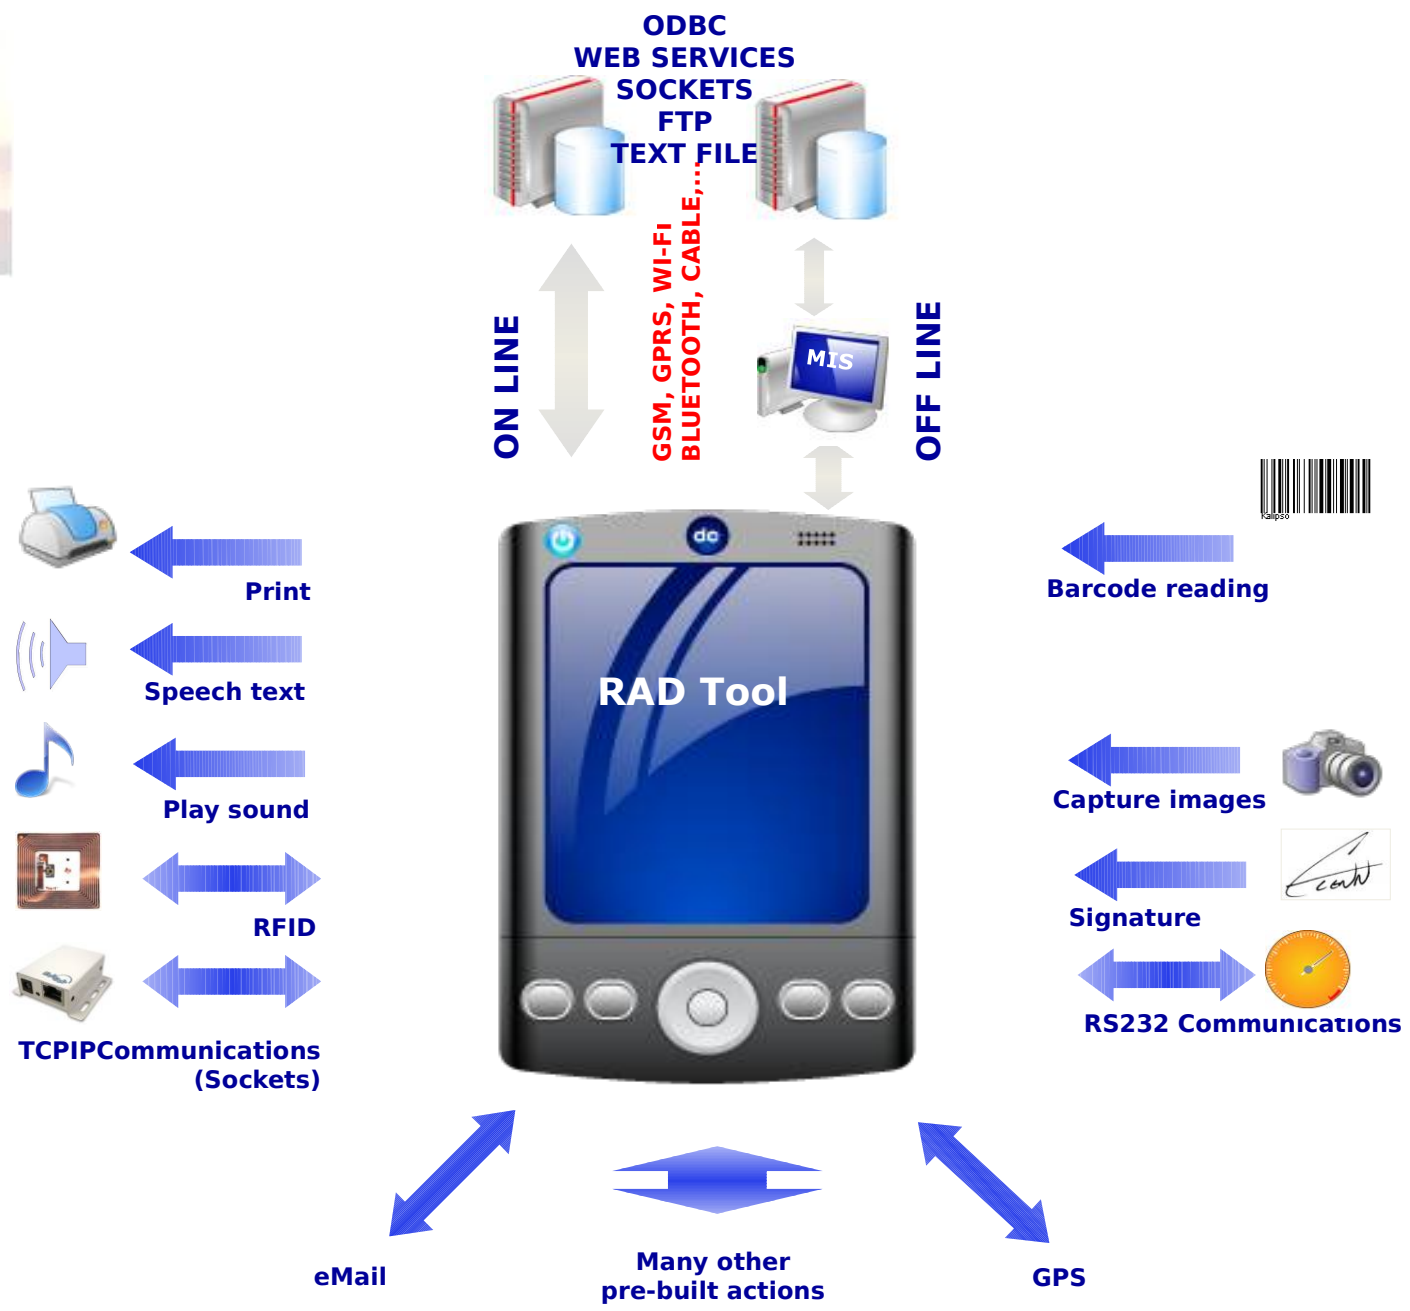 ODBC
WEB SERVICES
SOCKETS
FTP
TEXT FILE
ON LINE
GSM, GPRS, WI-FI
BLUETOOTH, CABLE,...
MIS
OFF LINE
Kalipso
dc
Print
Barcode reading
Speech text
RAD Tool
Play sound
Capture images
RFID
Signature
TCPIPCommunications
(Sockets)
RS232 Communications
eMail
Many other
pre-built actions
GPS